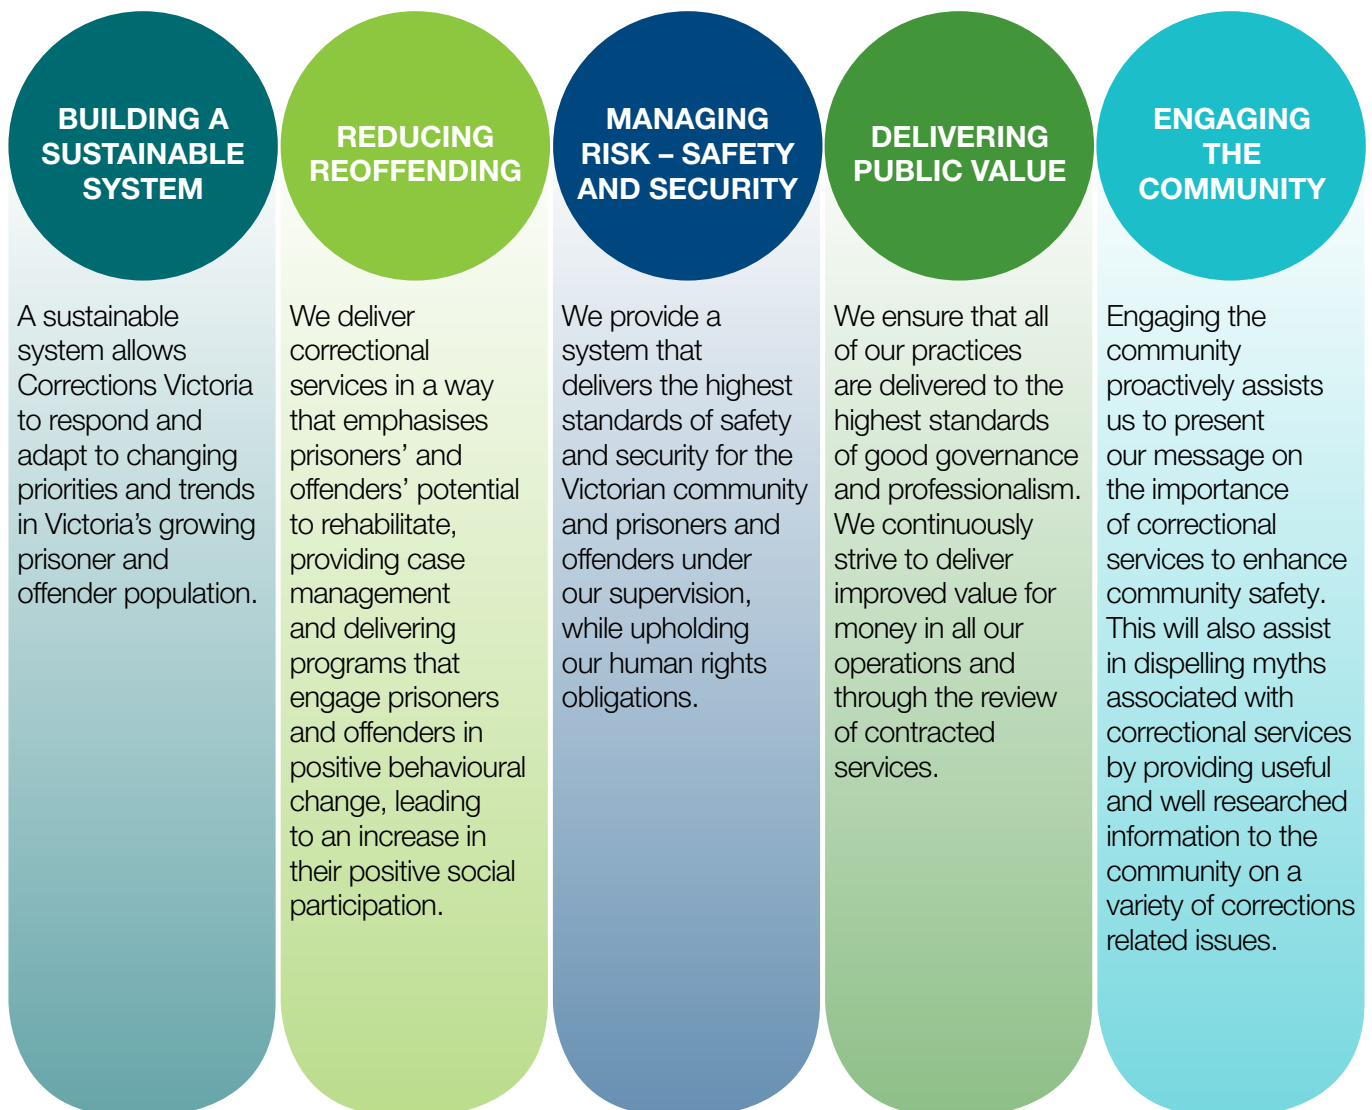 BUILDING A
SUSTAINABLE
SYSTEM
A sustainable
system allows
Corrections Victoria
to respond and
adapt to changing
priorities and trends
in Victoria’s growing
prisoner and
offender population.
REDUCING
REOFFENDING
We deliver
correctional
services in a way
that emphasises
prisoners’ and
offenders’ potential
to rehabilitate,
providing case
management
and delivering
programs that
engage prisoners
and offenders in
positive behavioural
change, leading
to an increase in
their positive social
participation.
MANAGING
RISK – SAFETY
AND SECURITY
We provide a
system that
delivers the highest
standards of safety
and security for the
Victorian community
and prisoners and
offenders under
our supervision,
while upholding
our human rights
obligations.
DELIVERING
PUBLIC VALUE
We ensure that all
of our practices
are delivered to the
highest standards
of good governance
and professionalism.
We continuously
strive to deliver
improved value for
money in all our
operations and
through the review
of contracted
services.
ENGAGING
THE
COMMUNITY
Engaging the
community
proactively assists
us to present
our message on
the importance
of correctional
services to enhance
community safety.
This will also assist
in dispelling myths
associated with
correctional services
by providing useful
and well researched
information to the
community on a
variety of corrections
related issues.